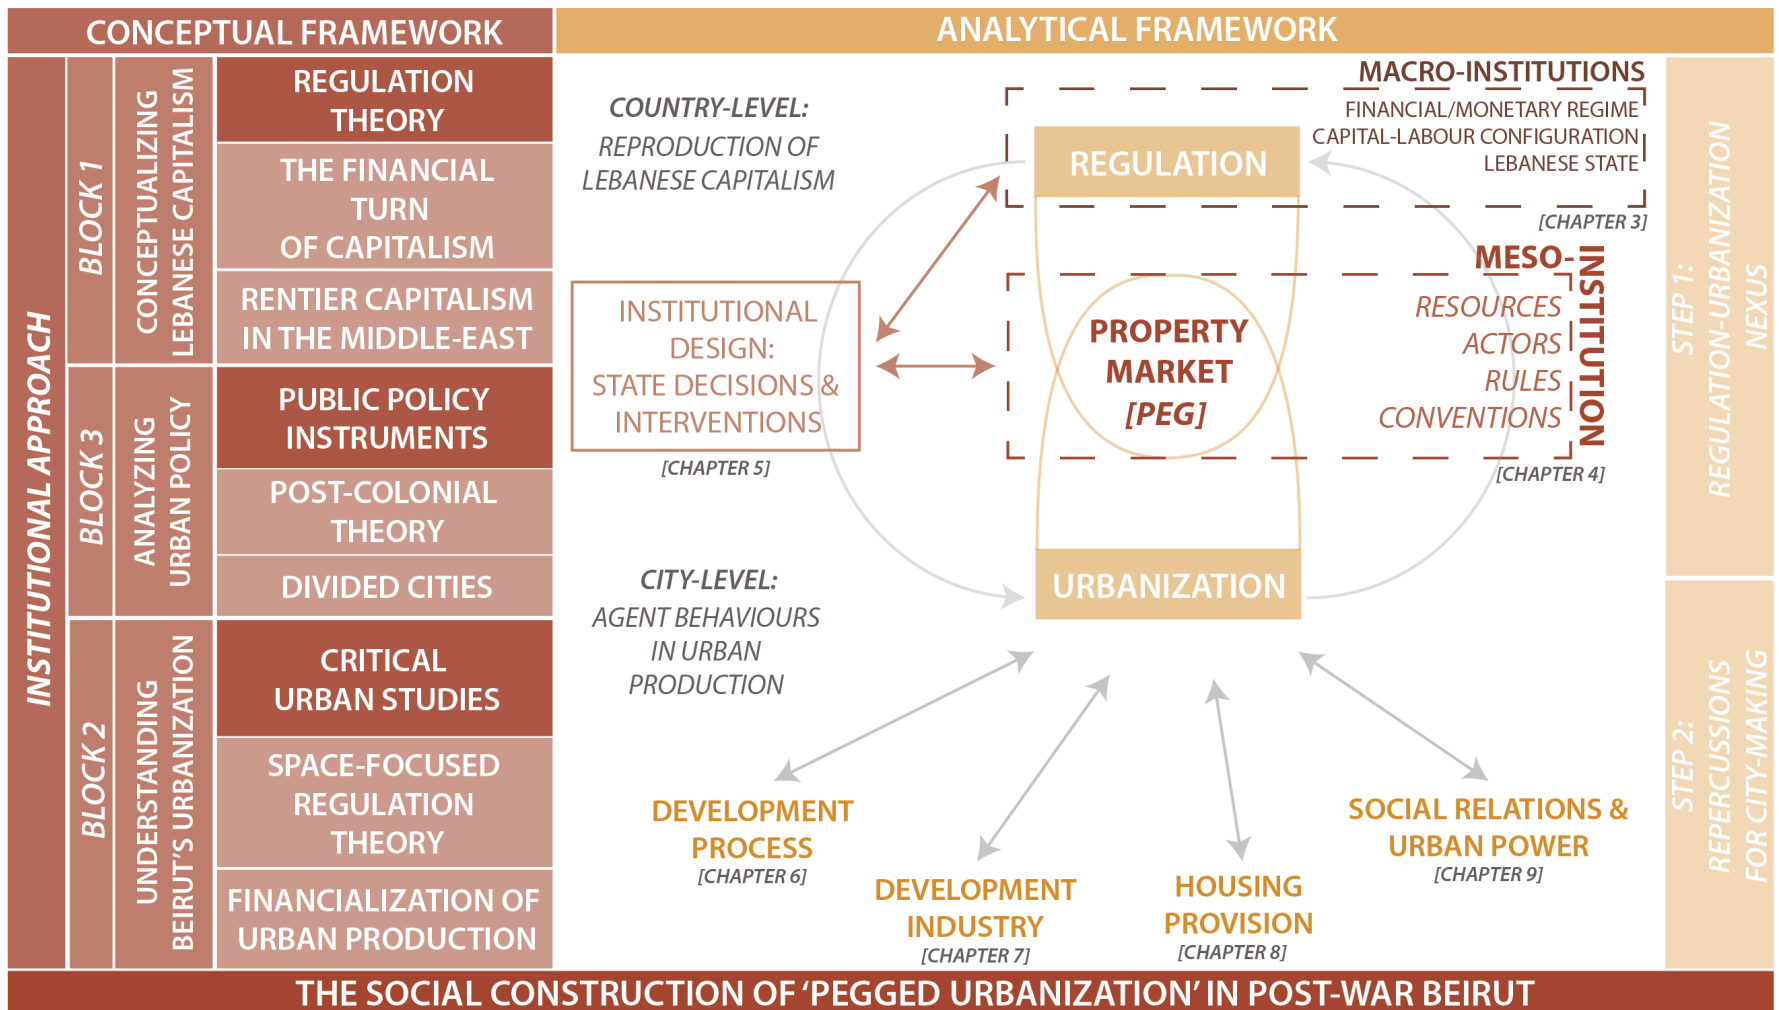 CONCEPTUAL FRAMEWORK
ANALYTICAL FRAMEWORK
INSTITUTIONAL APPROACH
BLOCK 1
CONCEPTUALIZING
LEBANESE CAPITALISM
REGULATION
THEORY
THE FINANCIAL
TURN
OF CAPITALISM
RENTIER CAPITALISM
IN THE MIDDLE-EAST
BLOCK 3
ANALYZING
URBAN POLICY
PUBLIC POLICY
INSTRUMENTS
POST-COLONIAL
THEORY
DIVIDED CITIES
BLOCK 2
UNDERSTANDING
BEIRUT'S URBANIZATION
CRITICAL
URBAN STUDIES
SPACE-FOCUSED
REGULATION
THEORY
FINANCIALIZATION OF
URBAN PRODUCTION
COUNTRY-LEVEL:
REPRODUCTION OF
LEBANESE CAPITALISM
MACRO-INSTITUTIONS
FINANCIAL/MONETARY REGIME
CAPITAL-LABOUR CONFIGURATION
LEBANESE STATE
[CHAPTER 3]
REGULATION
INSTITUTIONAL
DESIGN:
STATE DECISIONS &
INTERVENTIONS
[CHAPTER 5]
PROPERTY
MARKET
[PEG]
MESO-
INSTITUTION
RESOURCES
ACTORS
RULES
CONVENTIONS
[CHAPTER 4]
CITY-LEVEL:
AGENT BEHAVIOURS
IN URBAN
PRODUCTION
URBANIZATION
DEVELOPMENT
PROCESS
[CHAPTER 6]
DEVELOPMENT
INDUSTRY
[CHAPTER 7]
HOUSING
PROVISION
[CHAPTER 8]
SOCIAL RELATIONS &
URBAN POWER
[CHAPTER 9]
STEP 1:
REGULATION-URBANIZATION
NEXUS
STEP 2:
REPERCUSSIONS
FOR CITY-MAKING
THE SOCIAL CONSTRUCTION OF 'PEGGED URBANIZATION' IN POST-WAR BEIRUT